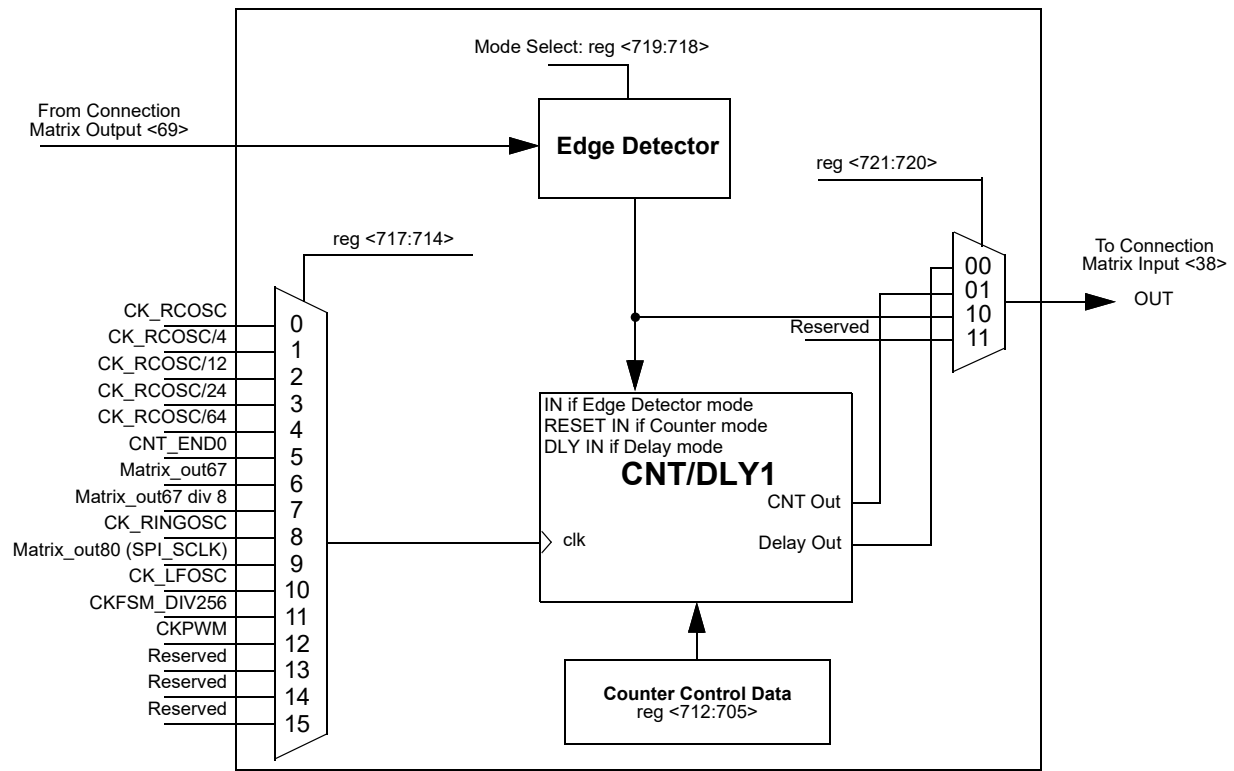 Mode Select: reg <719:718>
From Connection
Matrix Output <69>
Edge Detector
reg <721:720>
reg <717:714>
To Connection
Matrix Input <38>
OUT
00
01
10
11
Reserved
CK_RCOSC
0
CK_RCOSC/4
1
CK_RCOSC/12
2
CK_RCOSC/24
3
CK_RCOSC/64
4
CNT_END0
5
Matrix_out67
6
Matrix_out67 div 8
7
CK_RINGOSC
8
Matrix_out80 (SPI_SCLK)
9
CK_LFOSC
10
CKFSM_DIV256
11
CKPWM
12
Reserved
13
Reserved
14
Reserved
15
IN if Edge Detector mode
RESET IN if Counter mode
DLY IN if Delay mode
CNT/DLY1
CNT Out
clk
Delay Out
Counter Control Data
reg <712:705>